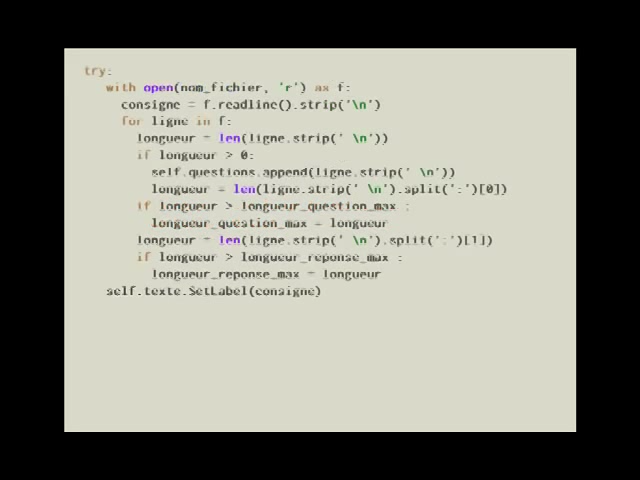 try:
with open(nom_fichier, 'r') as f:
consigne = f.readline().strip('\n')
for ligne in f:
longueur = len(ligne.strip(' \n'))
if longueur > 0:
self.questions.append(ligne.strip(' \n'))
longueur = len(ligne.strip(' \n').split(':')[0])
if longueur > longueur_question_max :
longueur_question_max = longueur
longueur = len(ligne.strip(' \n').split(':')[1])
if longueur > longueur_reponse_max :
longueur_reponse_max = longueur
self.texte.SetLabel(consigne)